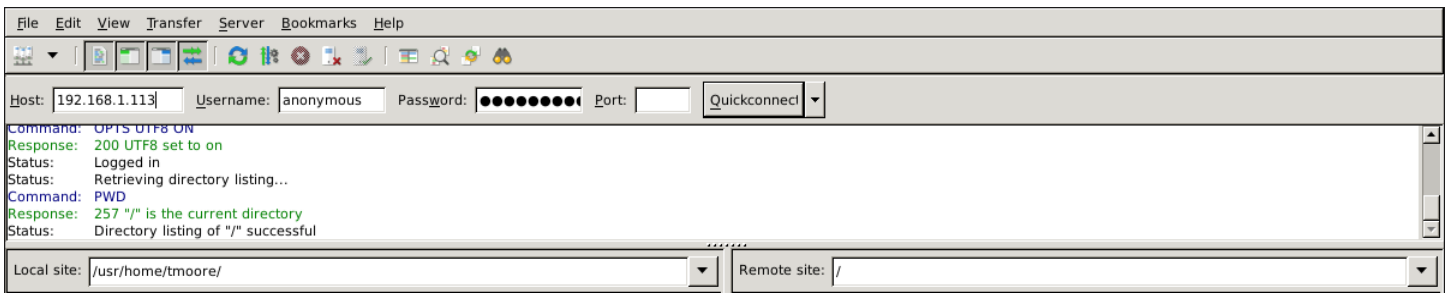 File Edit View Transfer Server Bookmarks Help
Host: 192.168.1.113 Username: anonymous Password: ●●●●●●●●● Port: Quickconnect
Command: OPTS UTF8 ON
Response: 200 UTF8 set to on
Status: Logged in
Status: Retrieving directory listing...
Command: PWD
Response: 257 "/" is the current directory
Status: Directory listing of "/" successful
Local site: /usr/home/tmoore/ Remote site: /